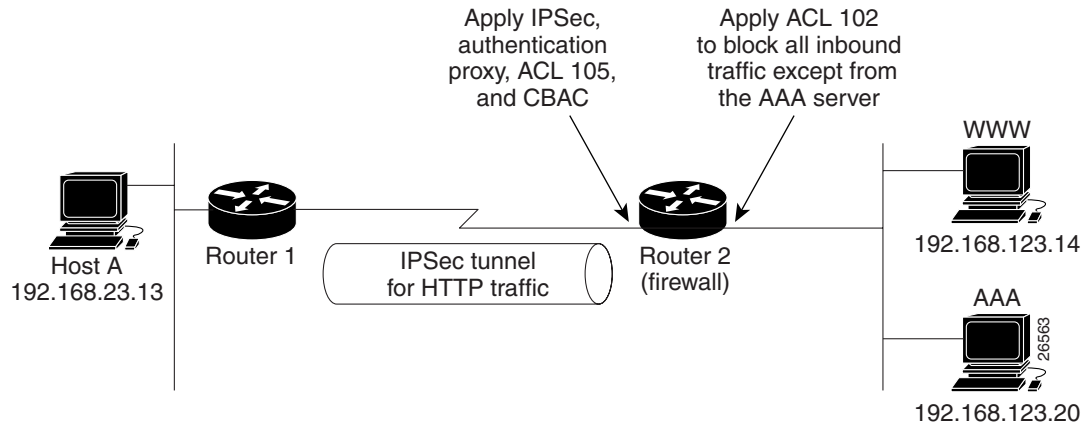 Apply IPSec,
authentication
proxy, ACL 105,
and CBAC
Apply ACL 102
to block all inbound
traffic except from
the AAA server
WWW
192.168.123.14
Host A
192.168.23.13
Router 1
IPSec tunnel
for HTTP traffic
Router 2
(firewall)
AAA
26563
192.168.123.20